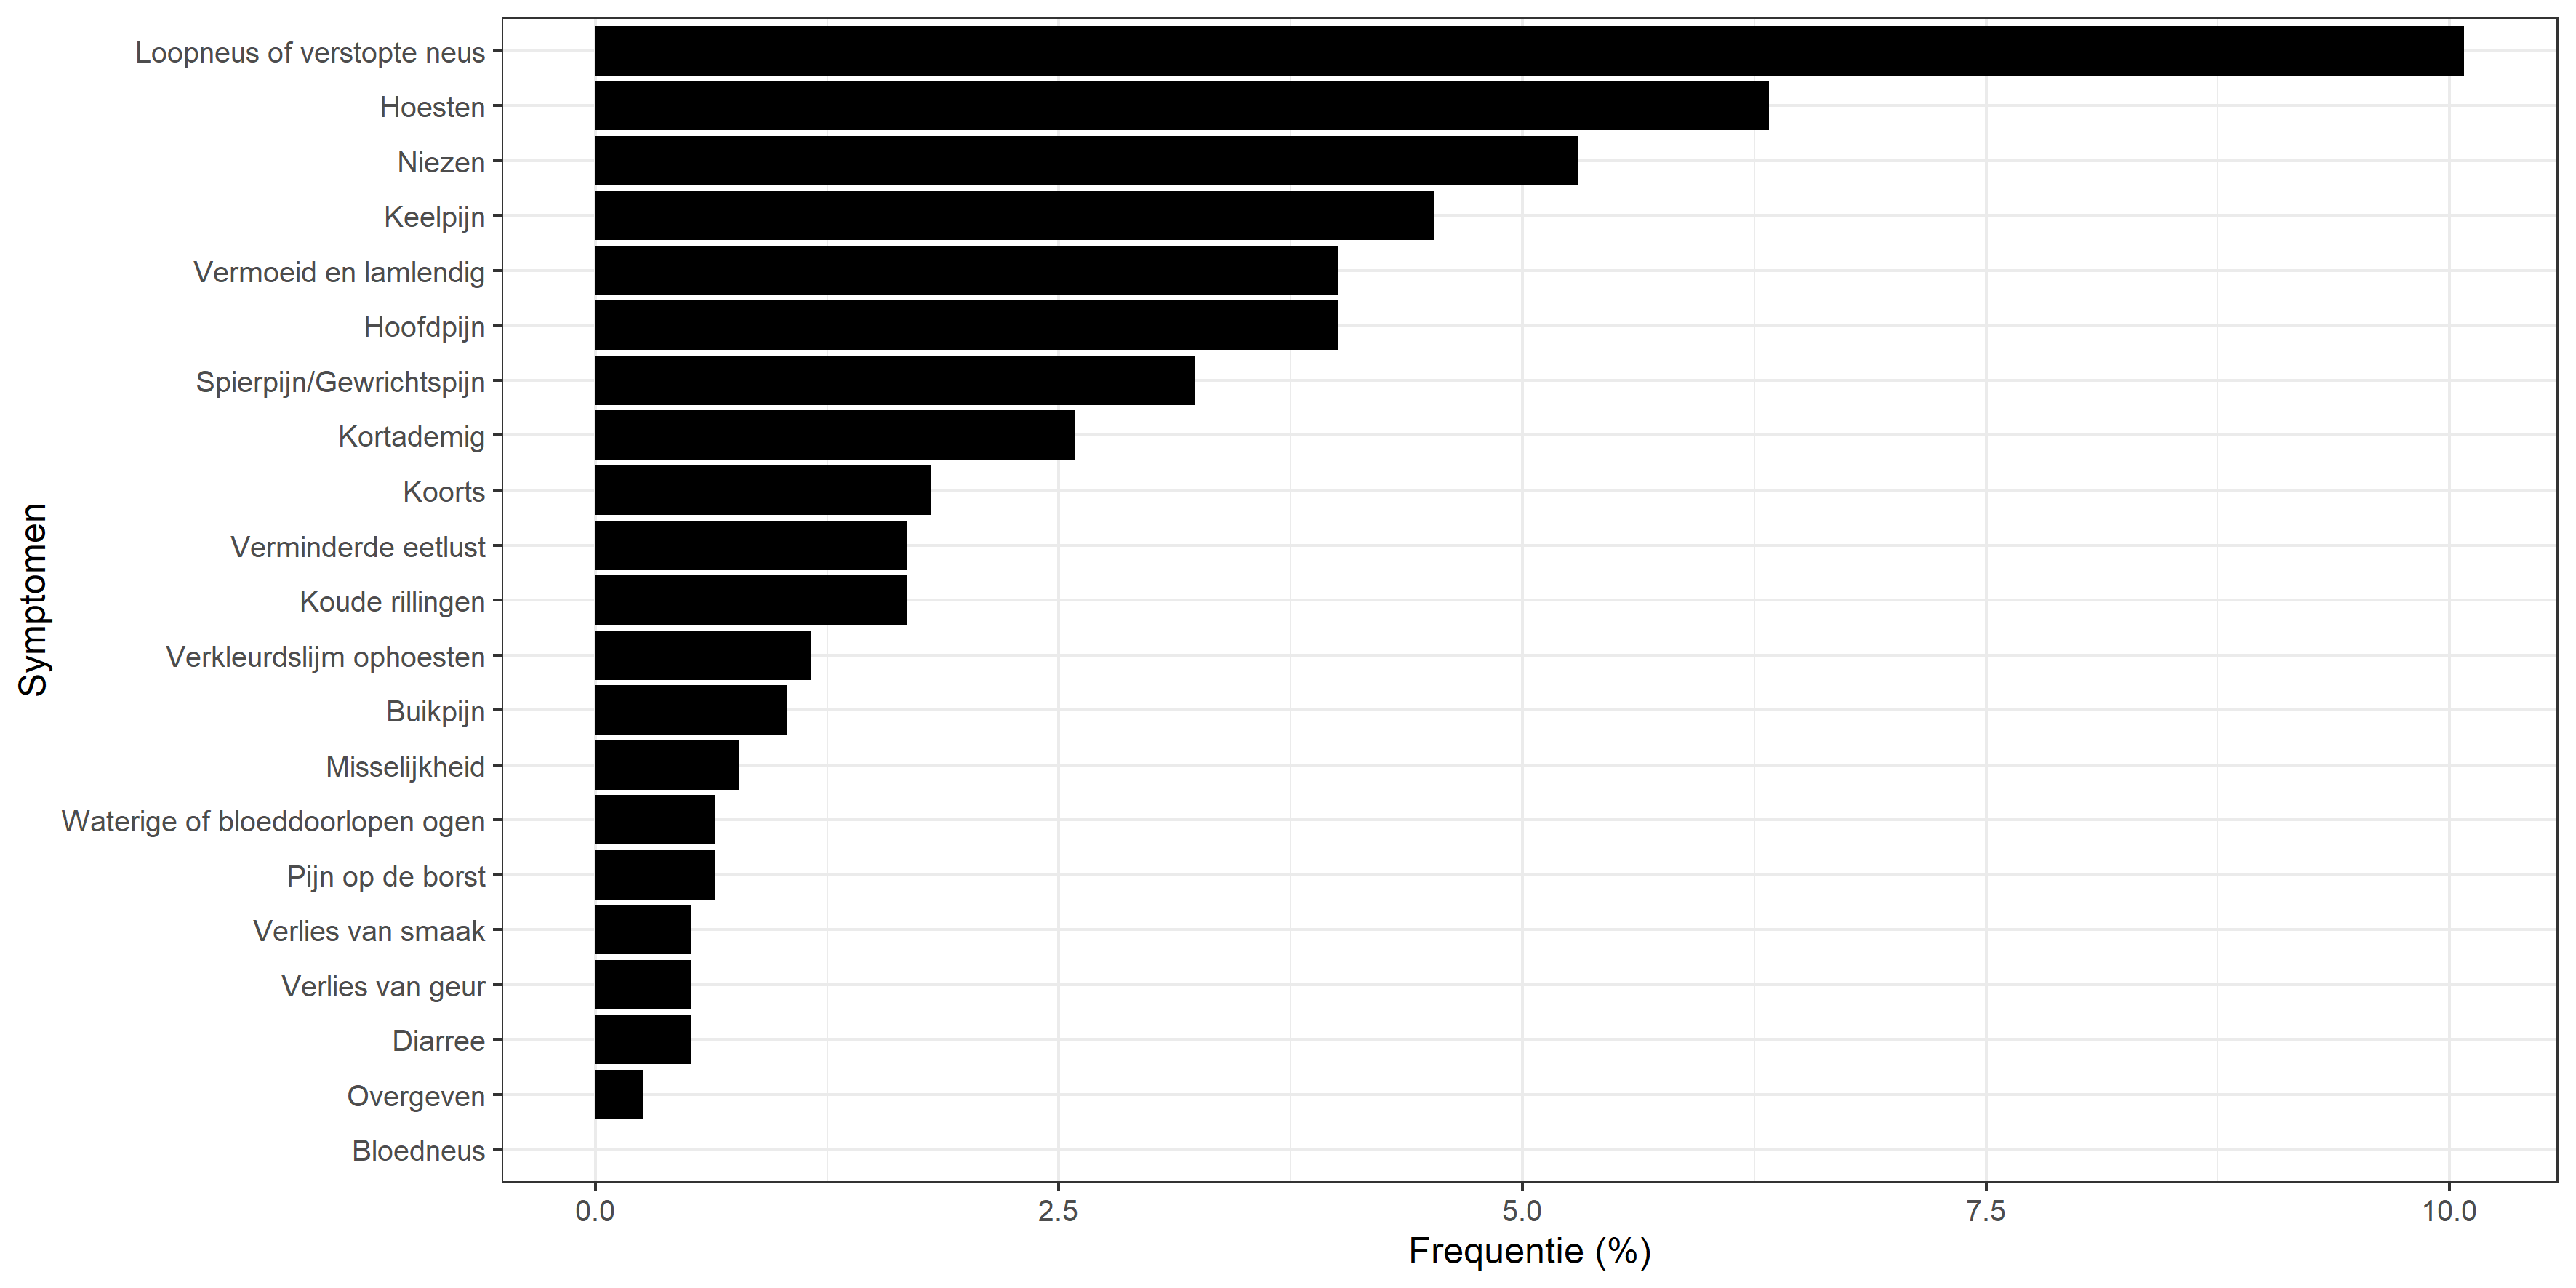 Loopneus of verstopte neus
Hoesten
Niezen
Keelpijn
Vermoeid en lamlendig
Hoofdpijn
Spierpijn/Gewrichtspijn
Kortademig
Koorts
Verminderde eetlust
Koude rillingen
Verkleurdslijm ophoesten
Buikpijn
Misselijkheid
Waterige of bloeddoorlopen ogen
Pijn op de borst
Verlies van smaak
Verlies van geur
Diarree
Overgeven
Bloedneus
Symptomen
0.0 2.5 5.0 7.5 10.0
Frequentie (%)